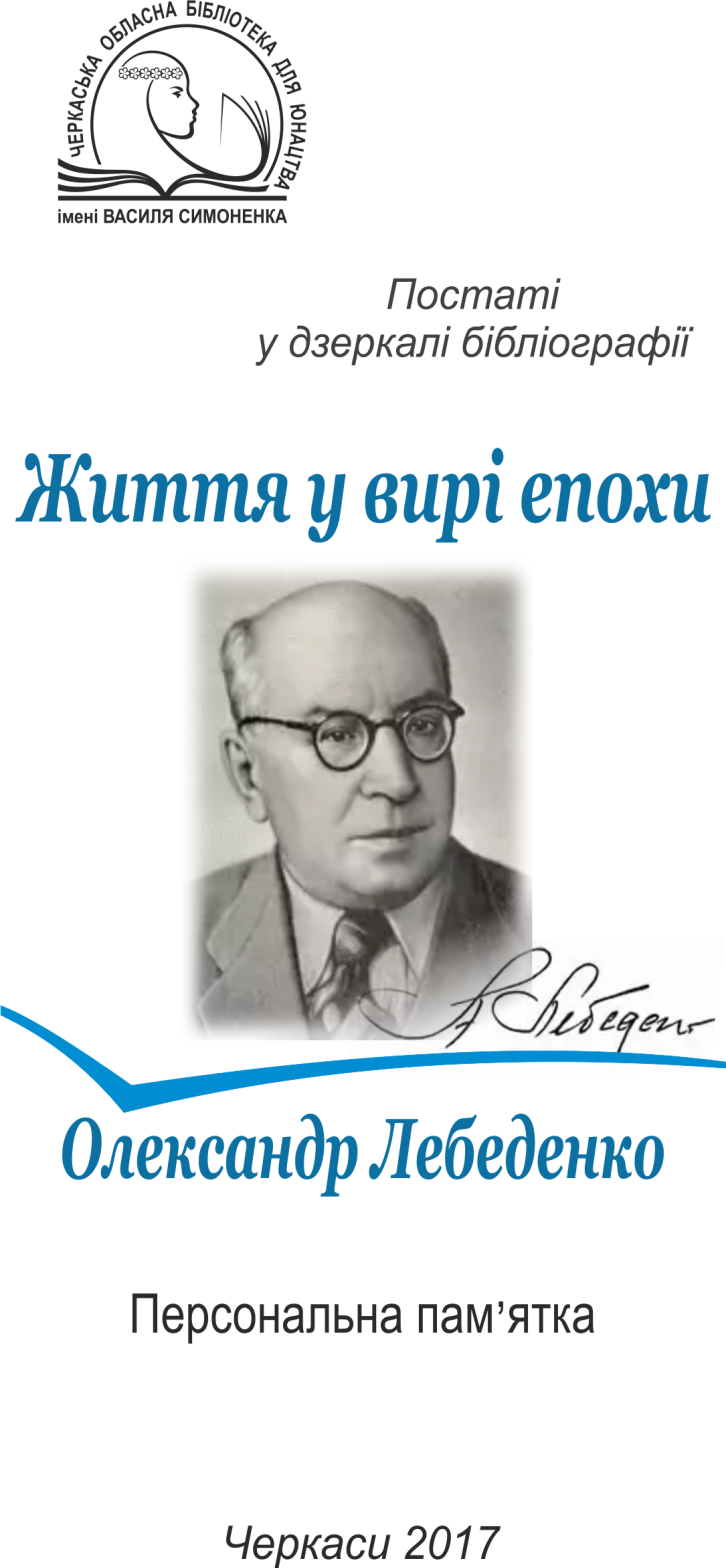 ЧЕРКАСЬКА ОБЛАСНА БІБЛІОТЕКА ДЛЯ ЮНАЦТВА
імені ВАСИЛЯ СИМОНЕНКА
Постаті
у дзеркалі бібліографії
Життя у вирі епохи
А Лебеден
Олександр Лебеденко
Персональна пам’ятка
Черкаси 2017